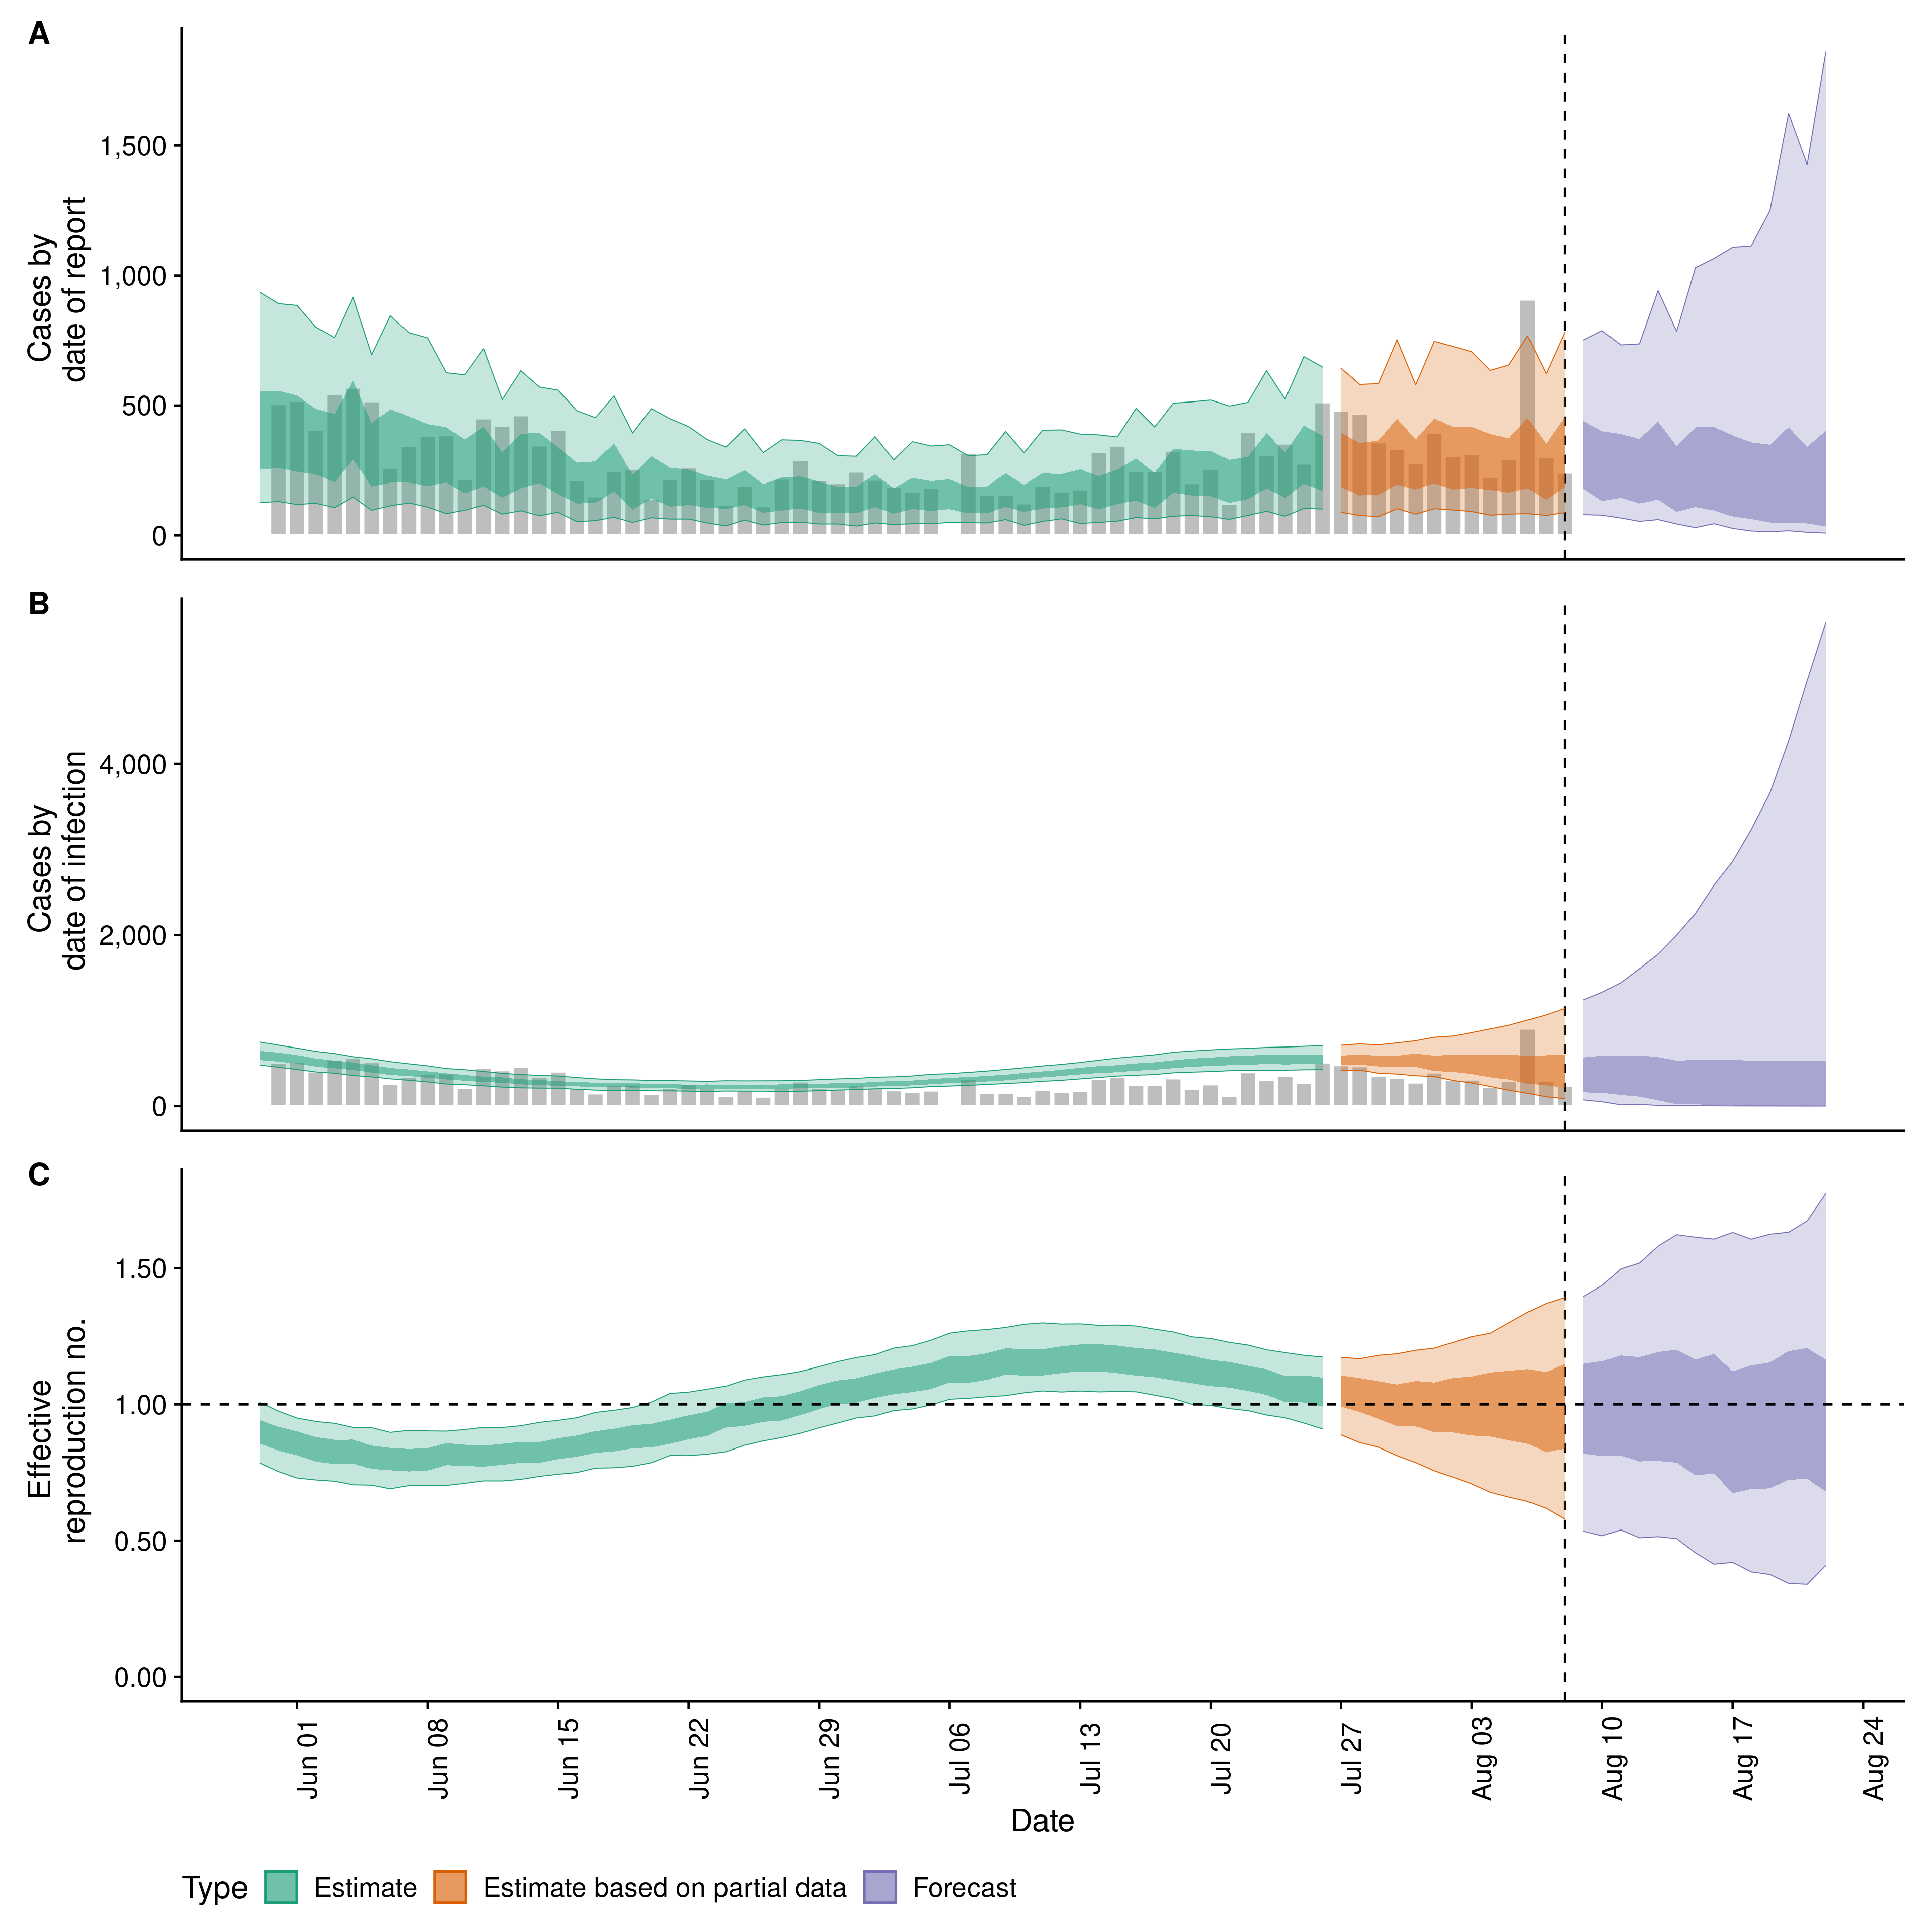 A
Cases by
date of report
1,500
1,000
500
0
B
Cases by
date of infection
4,000
2,000
0
C
Effective
reproduction no.
1.50
1.00
0.50
0.00
Jun 01
Jun 08
Jun 15
Jun 22
Jun 29
Jul 06
Jul 13
Jul 20
Jul 27
Aug 03
Aug 10
Aug 17
Aug 24
Date
Type Estimate Estimate based on partial data Forecast